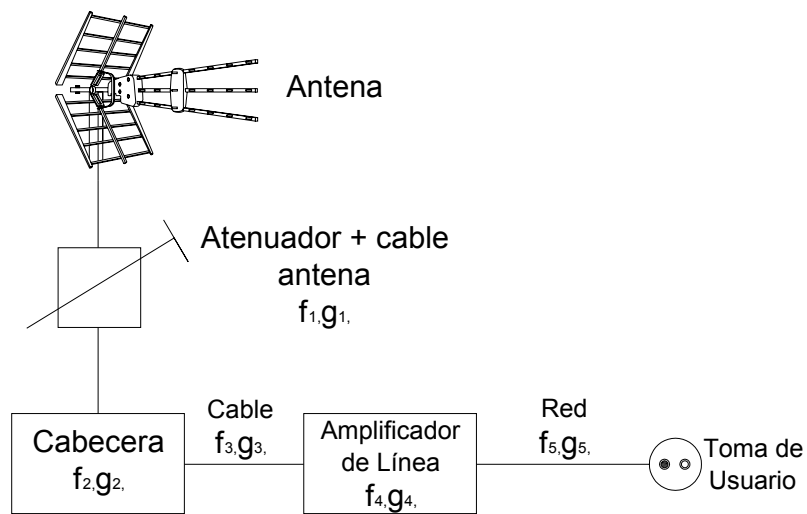 Antena
Atenuador + cable
antena
f1,g1,
Cabecera
f2,g2,
Cable
f3,g3,
Amplificador
de Línea
f4,g4,
Red
f5,g5,
Toma de
Usuario